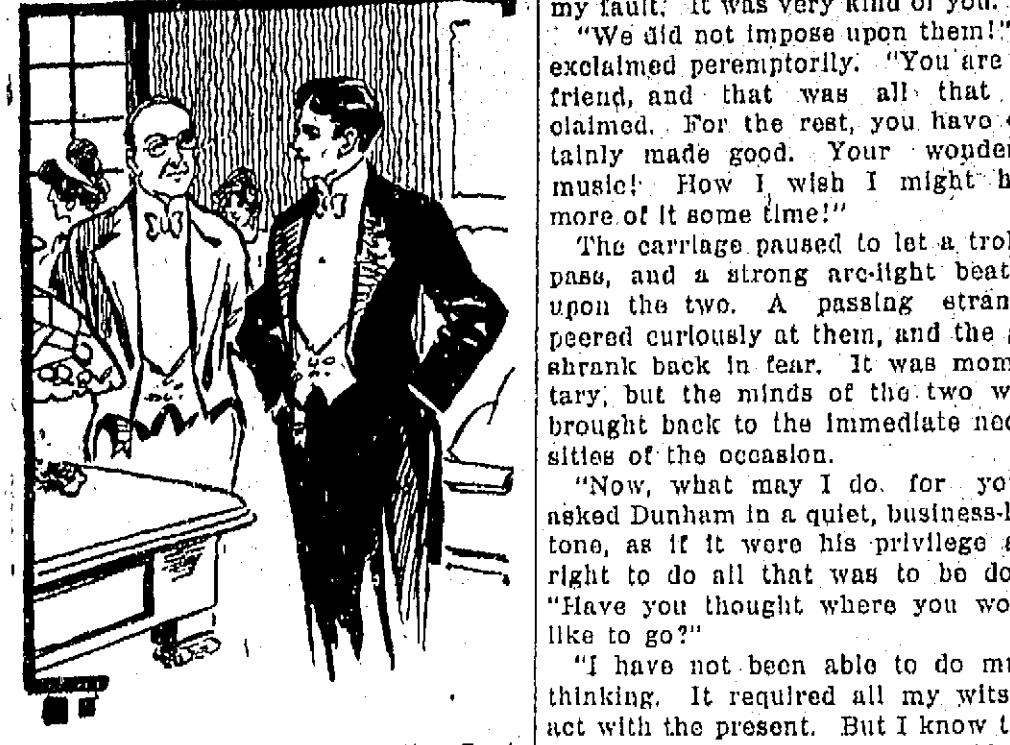 my fault. It was very kind of you.
"We did not impose upon them!"
exclaimed peremptorily. "You are
friend, and that was all that
claimed. For the rest, you have
tainly made good. Your wonder
music! How I wish I might h
more of it some time!"
The carriage paused to let a trol
pass, and a strong arc-light beat
upon the two. A passing stran
peered curiously at them, and the
shrank back in fear. It was mom
tary, but the minds of the two w
brought back to the immediate nec
sities of the occasion.
"Now, what may I do for yo
asked Dunham in a quiet, business-l
tone, as if it were his privilege a
right to do all that was to be do
"Have you thought where you wo
like to go?"
"I have not been able to do mu
thinking. It required all my wits
act with the present. But I know t